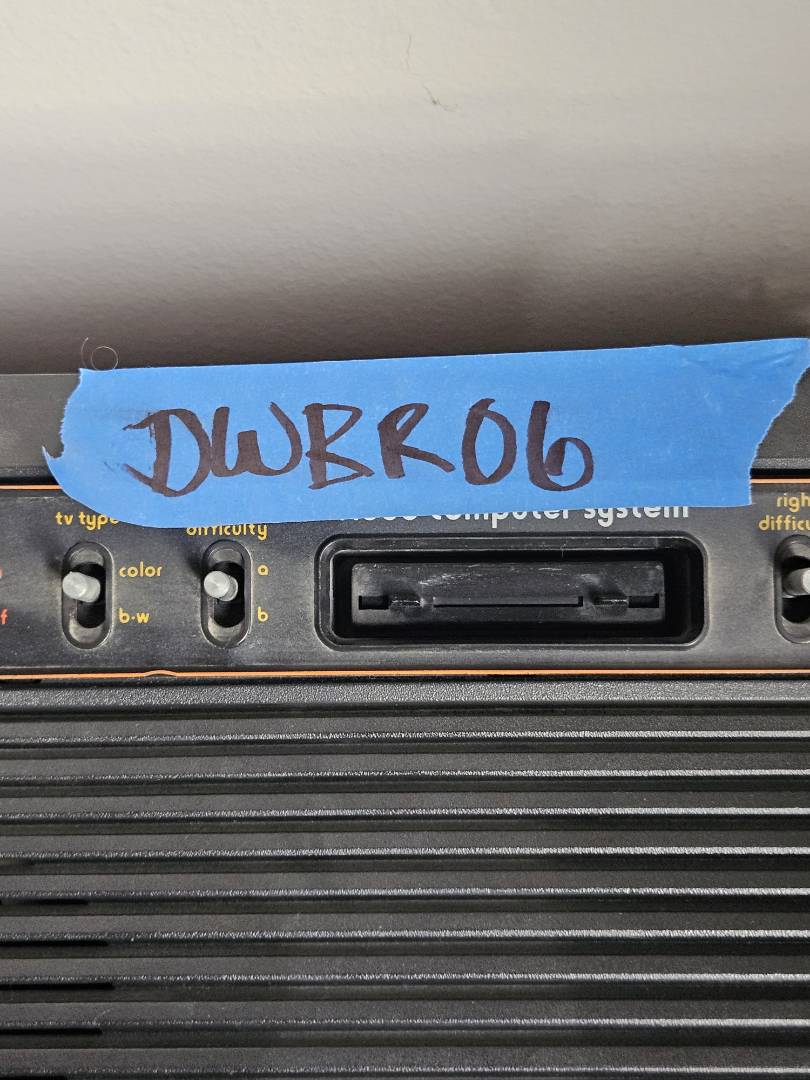 DWBR06
tv type
difficulty
computer system
right
difficu
color
a
b·w
b
f